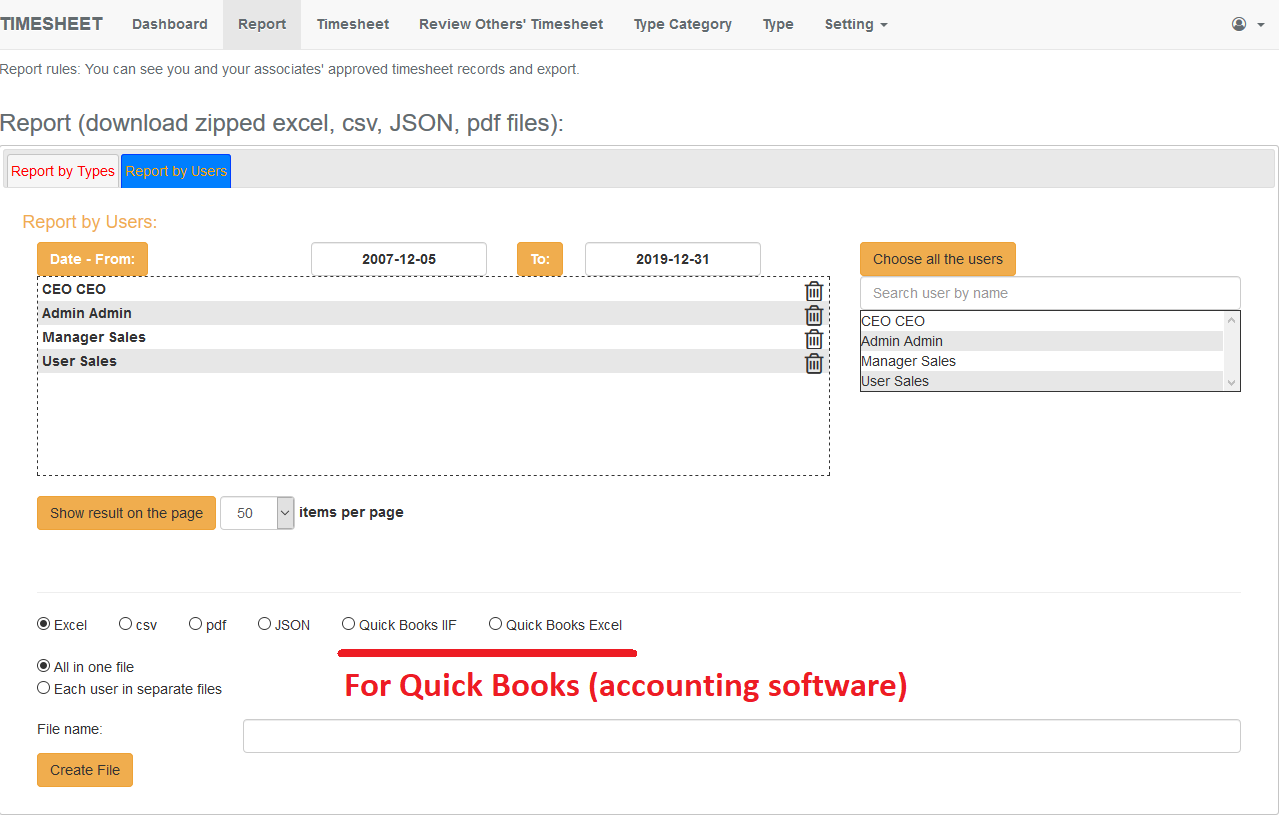 TIMESHEET Dashboard Report Timesheet Review Others' Timesheet Type Category Type Setting
Report rules: You can see you and your associates' approved timesheet records and export.
Report (download zipped excel, csv, JSON, pdf files):
Report by Types Report by Users
Report by Users:
Date - From: 2007-12-05 To: 2019-12-31
CEO CEO
Admin Admin
Manager Sales
User Sales
Choose all the users
Search user by name
CEO CEO
Admin Admin
Manager Sales
User Sales
Show result on the page 50 items per page
Excel csv pdf JSON Quick Books IIF Quick Books Excel
All in one file
Each user in separate files
For Quick Books (accounting software)
File name:
Create File